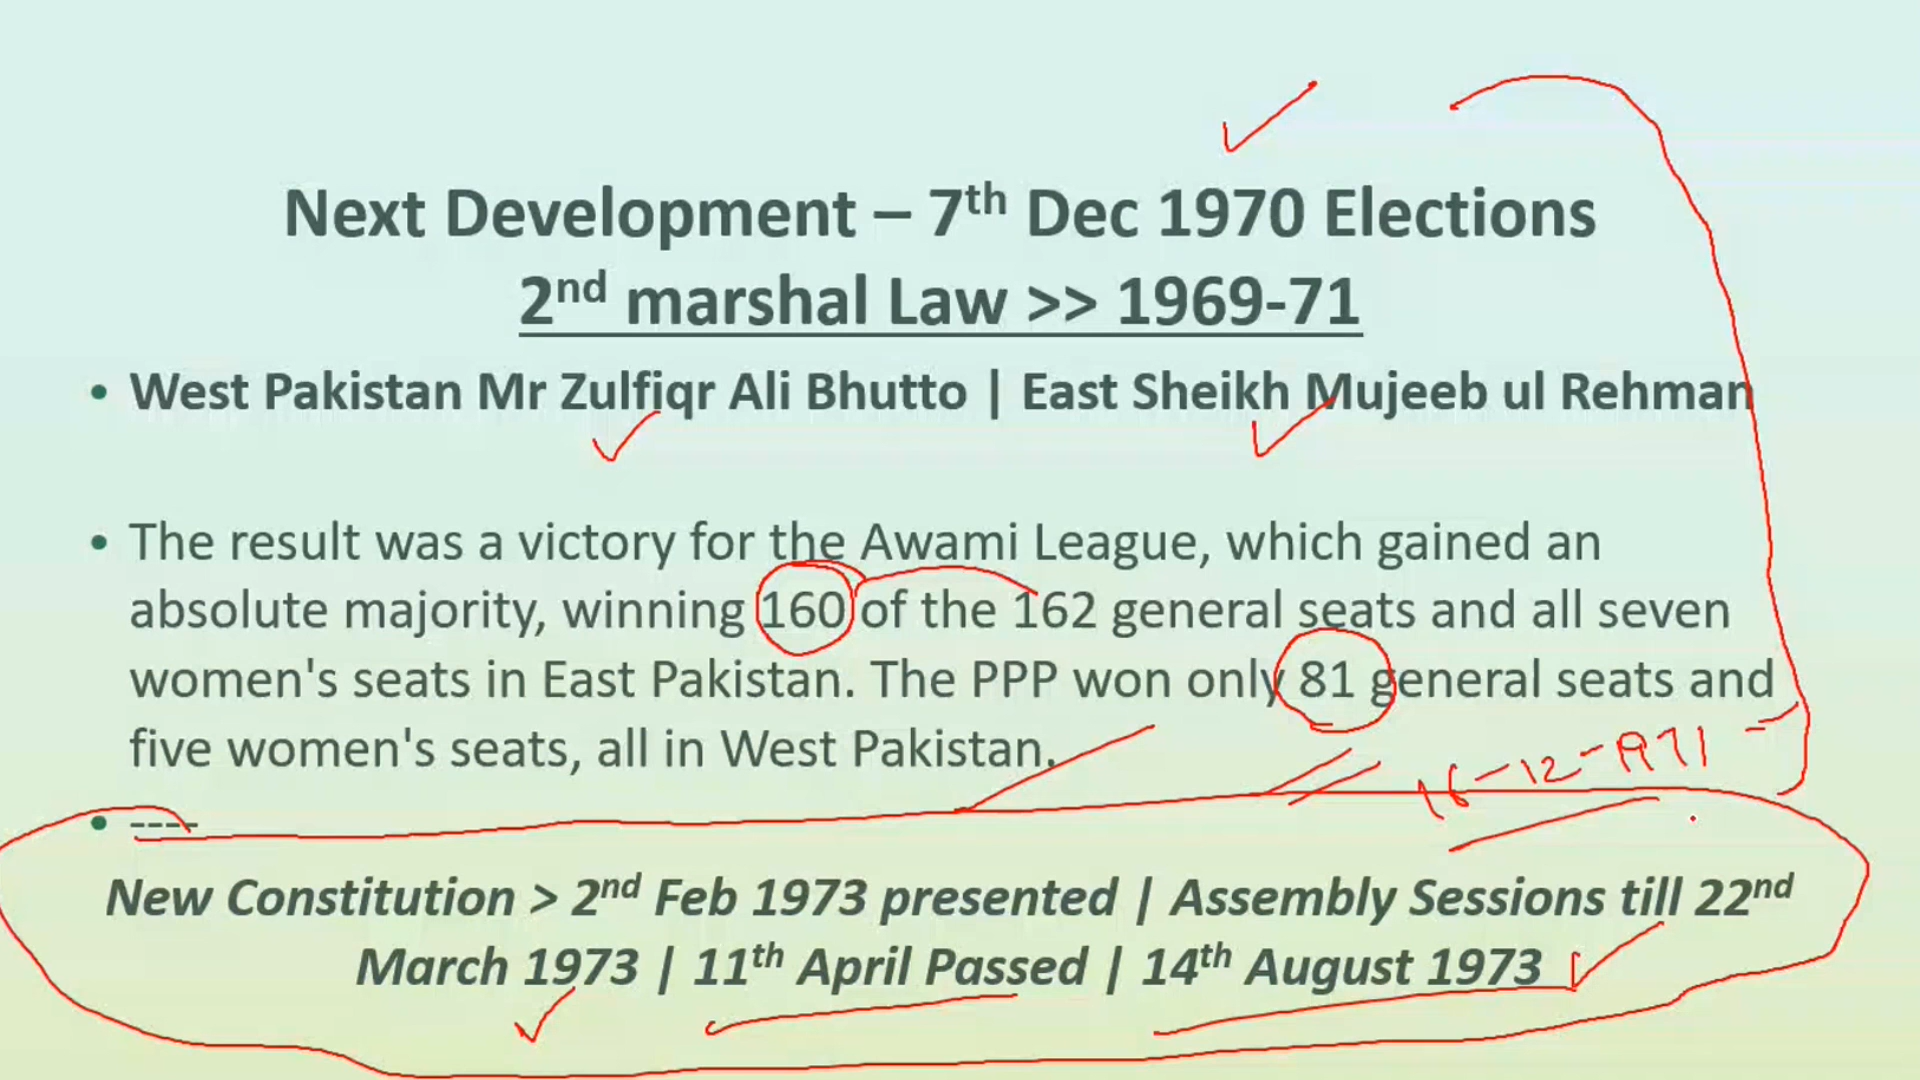 Next Development – 7th Dec 1970 Elections
2nd marshal Law >> 1969-71
• West Pakistan Mr Zulfiqr Ali Bhutto | East Sheikh Mujeeb ul Rehman
• The result was a victory for the Awami League, which gained an
absolute majority, winning 160 of the 162 general seats and all seven
women's seats in East Pakistan. The PPP won only 81 general seats and
five women's seats, all in West Pakistan.
16-12-1971
• ----
New Constitution > 2nd Feb 1973 presented | Assembly Sessions till 22nd
March 1973 | 11th April Passed | 14th August 1973